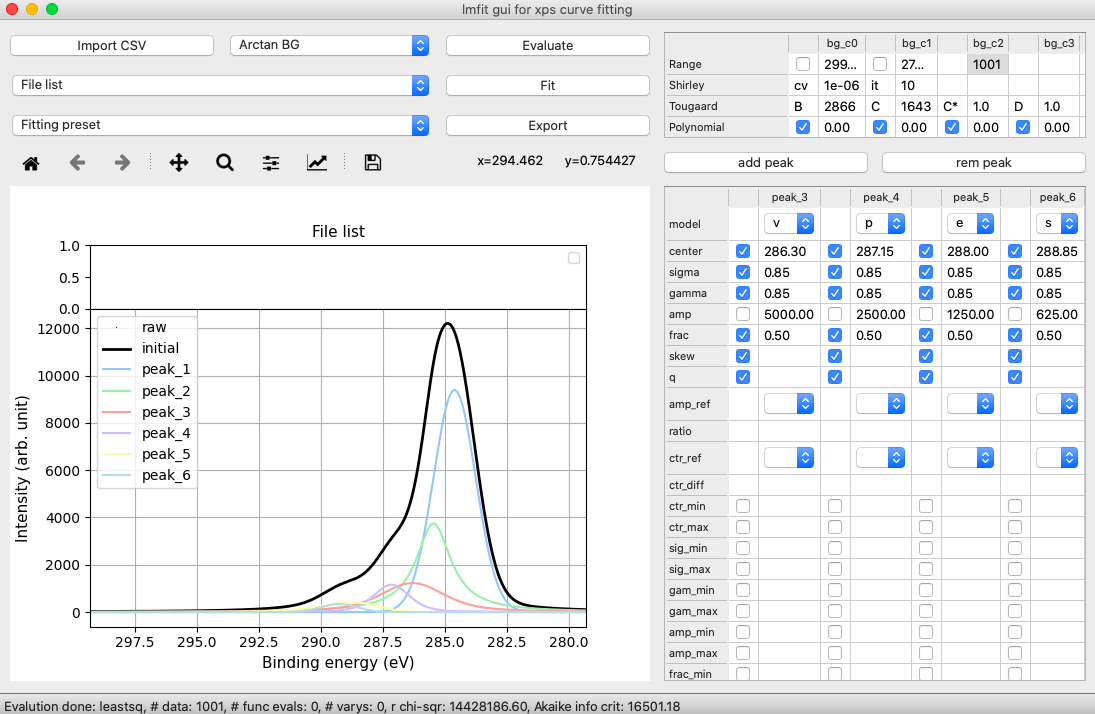 lmfit gui for xps curve fitting
Import CSV
Arctan BG
Evaluate
File list
Fit
Fitting preset
Export
x=294.462 y=0.754427
bg_c0 bg_c1 bg_c2 bg_c3
Range 299... 27... 1001
Shirley cv 1e-06 it 10
Tougaard B 2866 C 1643 C* 1.0 D 1.0
Polynomial 0.00 0.00 0.00 0.00
add peak
rem peak
File list
1.0
0.5
0.0
12000
10000
8000
6000
4000
2000
0
Intensity (arb. unit)
raw
initial
peak_1
peak_2
peak_3
peak_4
peak_5
peak_6
297.5 295.0 292.5 290.0 287.5 285.0 282.5 280.0
Binding energy (eV)
peak_3 peak_4 peak_5 peak_6
model v p e s
center 286.30 287.15 288.00 288.85
sigma 0.85 0.85 0.85 0.85
gamma 0.85 0.85 0.85 0.85
amp 5000.00 2500.00 1250.00 625.00
frac 0.50 0.50 0.50 0.50
skew
q
amp_ref
ratio
ctr_ref
ctr_diff
ctr_min
ctr_max
sig_min
sig_max
gam_min
gam_max
amp_min
amp_max
frac_min
Evalution done: leastsq, # data: 1001, # func evals: 0, # varys: 0, r chi-sqr: 14428186.60, Akaike info crit: 16501.18